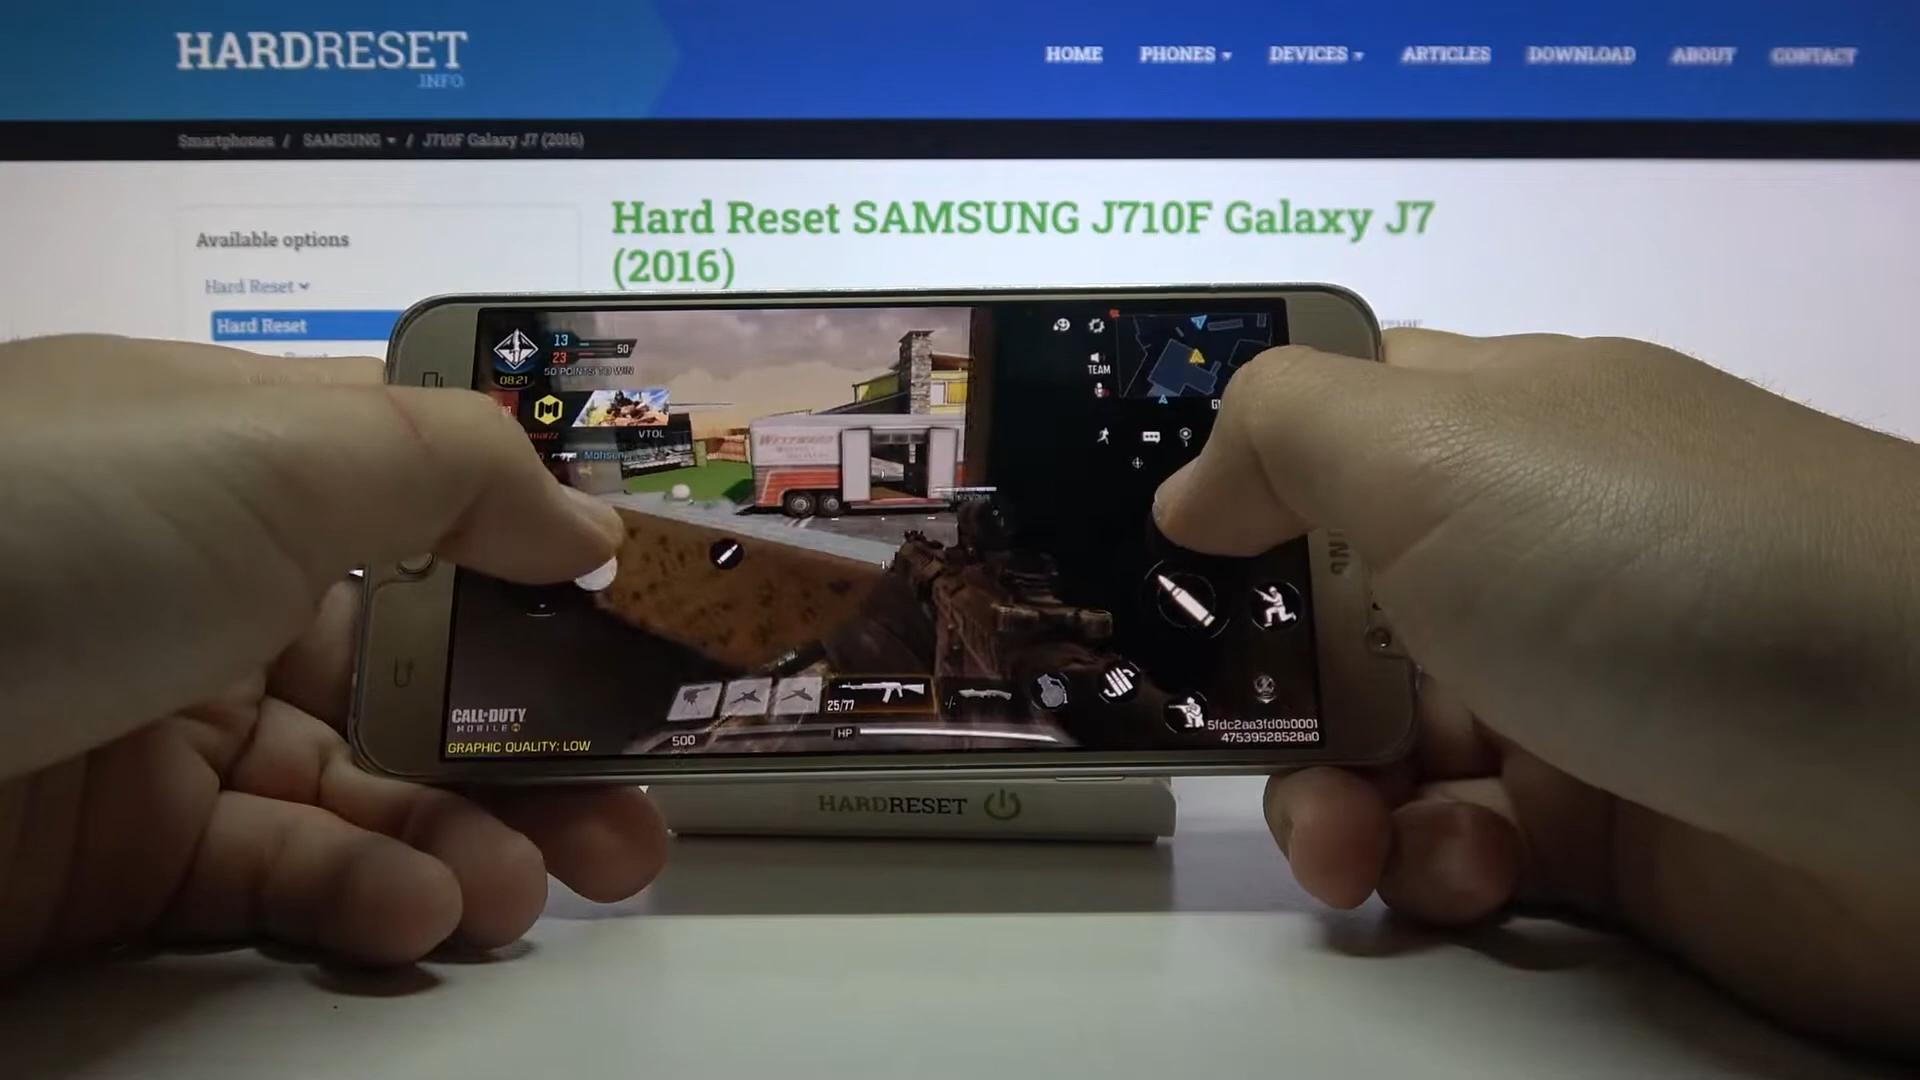 HARDRESET
.INFO
HOME PHONES DEVICES ARTICLES DOWNLOAD ABOUT CONTACT
Smartphones / SAMSUNG / J710F Galaxy J7 (2016)
Available options
Hard Reset
Hard Reset
Hard Reset SAMSUNG J710F Galaxy J7
(2016)
13
23
50
08:21
50 POINTS TO WIN
VTOL
Mohsen
TEAM
WESTWARD
25/77
CALL·DUTY
MOBILE
GRAPHIC QUALITY: LOW
500
HP
5fdc2aa3fd0b0001
47539528528a0
HARDRESET